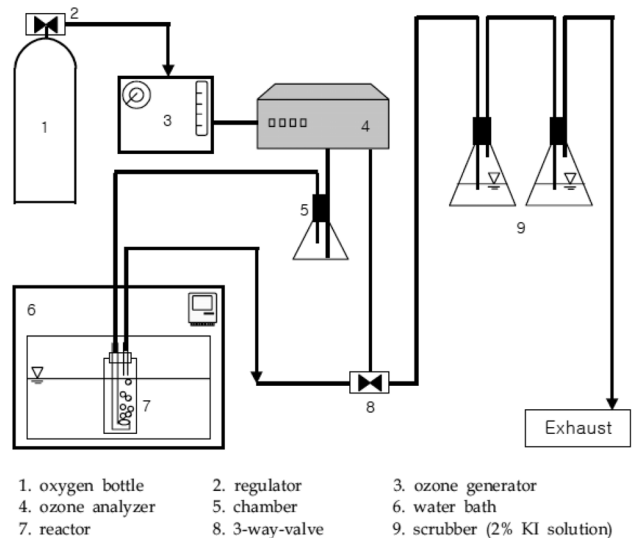 2
1
3
4
5
9
6
7
8
Exhaust
1. oxygen bottle 2. regulator 3. ozone generator
4. ozone analyzer 5. chamber 6. water bath
7. reactor 8. 3-way-valve 9. scrubber (2% KI solution)